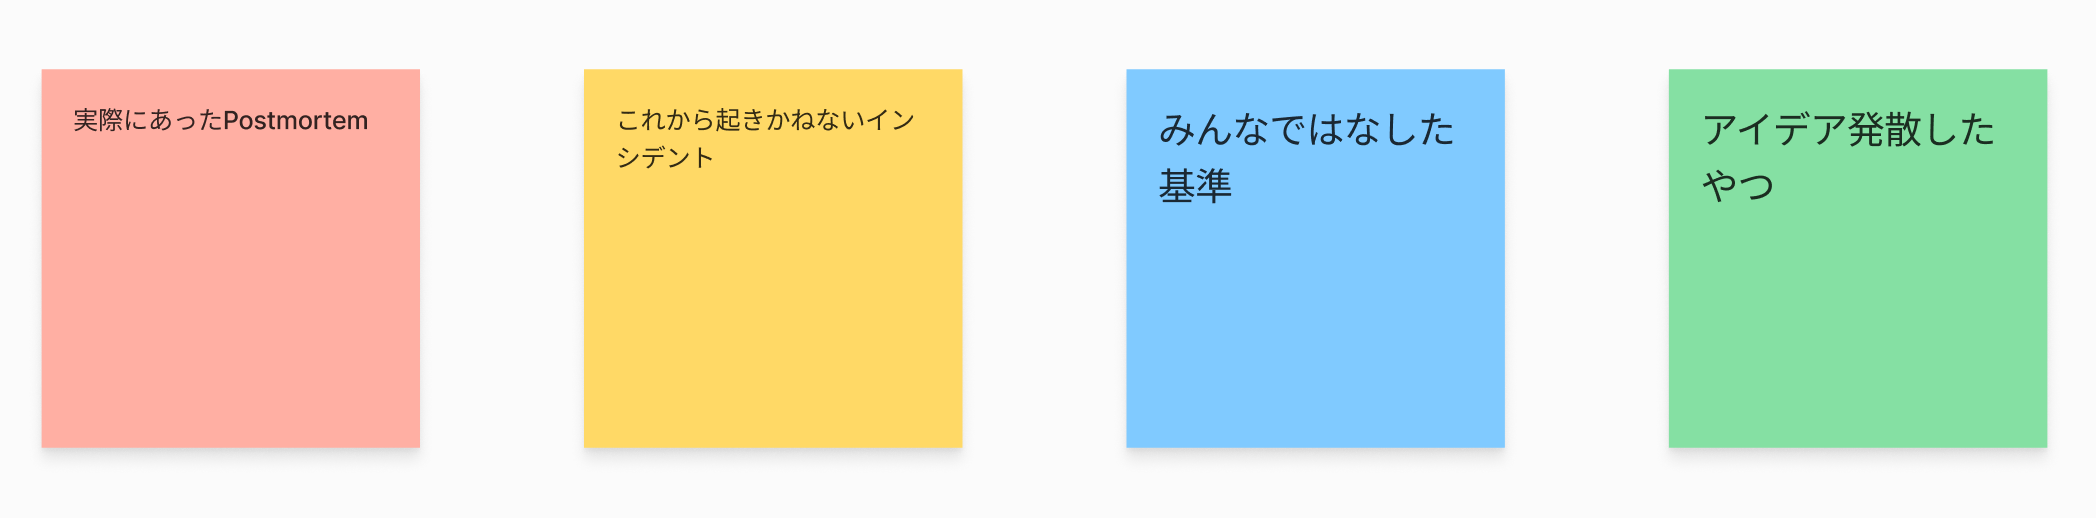 実際にあったPostmortem
これから起きかねないイン
シデント
みんなではなした
基準
アイデア発散した
やつ